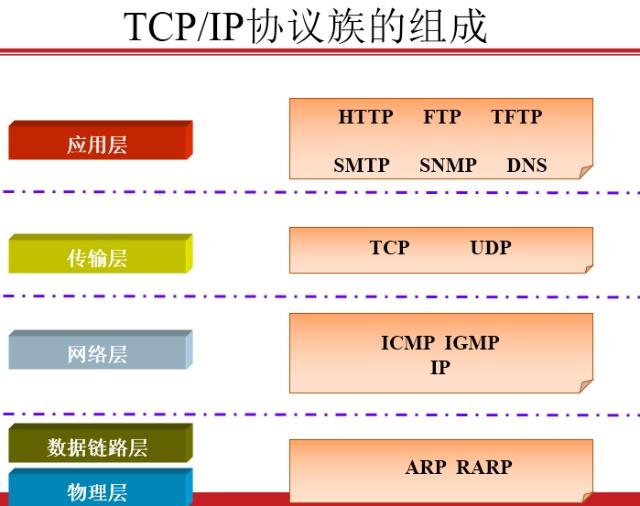 TCP/IP协议族的组成
应用层
HTTP FTP TFTP
SMTP SNMP DNS
传输层
TCP UDP
网络层
ICMP IGMP
IP
数据链路层
物理层
ARP RARP